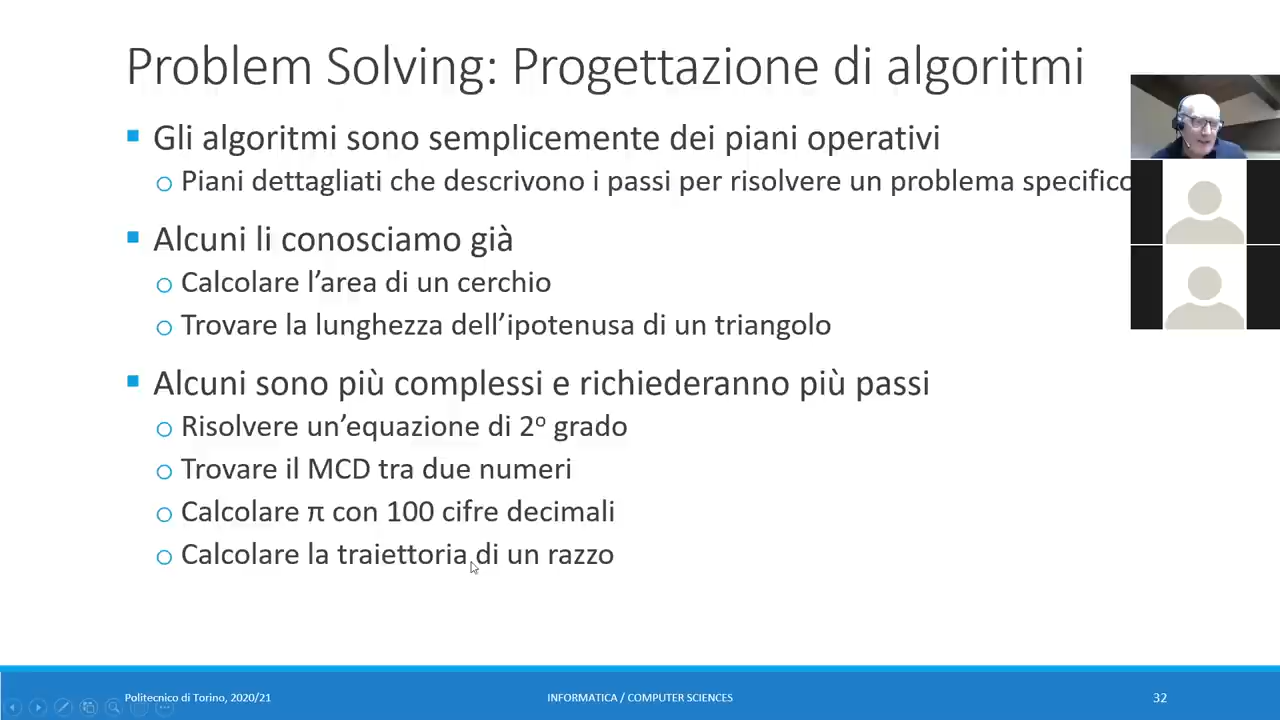 Problem Solving: Progettazione di algoritmi
Gli algoritmi sono semplicemente dei piani operativi
Piani dettagliati che descrivono i passi per risolvere un problema specifico
Alcuni li conosciamo già
Calcolare l’area di un cerchio
Trovare la lunghezza dell’ipotenusa di un triangolo
Alcuni sono più complessi e richiederanno più passi
Risolvere un’equazione di 2º grado
Trovare il MCD tra due numeri
Calcolare π con 100 cifre decimali
Calcolare la traiettoria di un razzo
Politecnico di Torino, 2020/21
INFORMATICA / COMPUTER SCIENCES
32